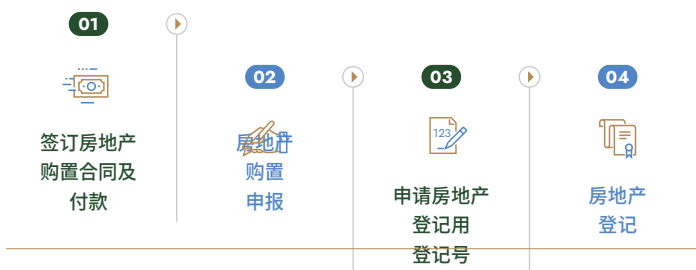 01
签订房地产
购置合同及
付款
02
房地产
购置
申报
03
123
申请房地产
登记用
登记号
04
房地产
登记